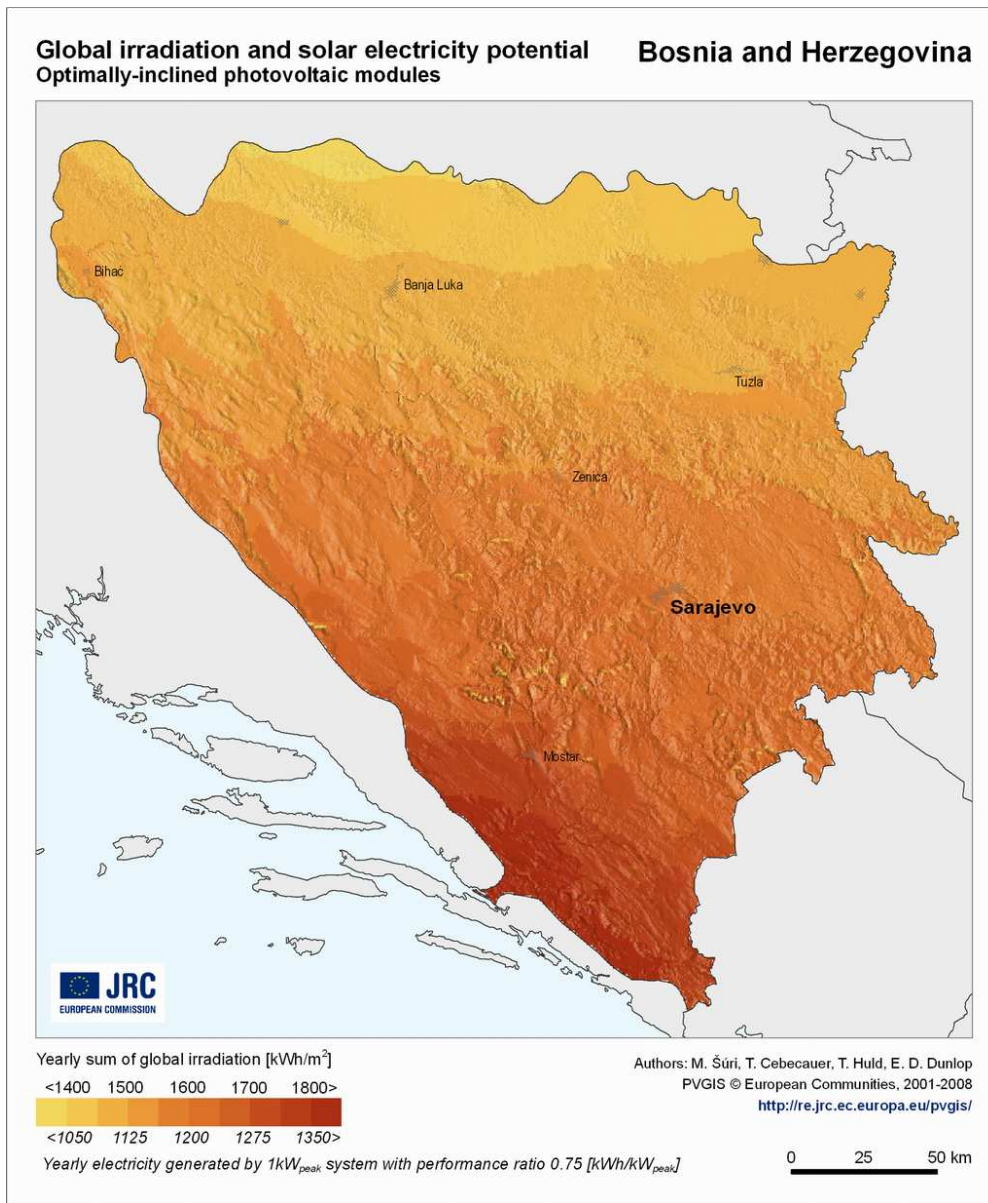 Global irradiation and solar electricity potential
Optimally-inclined photovoltaic modules
Bosnia and Herzegovina
Bihać
Banja Luka
Tuzla
Zenica
Sarajevo
Mostar
JRC
EUROPEAN COMMISSION
Yearly sum of global irradiation [kWh/m²]
<1400 1500 1600 1700 1800>
<1050 1125 1200 1275 1350>
Yearly electricity generated by 1kWpeak system with performance ratio 0.75 [kWh/kWpeak]
Authors: M. Šúri, T. Cebecauer, T. Huld, E. D. Dunlop
PVGIS © European Communities, 2001-2008
http://re.jrc.ec.europa.eu/pvgis/
0 25 50 km